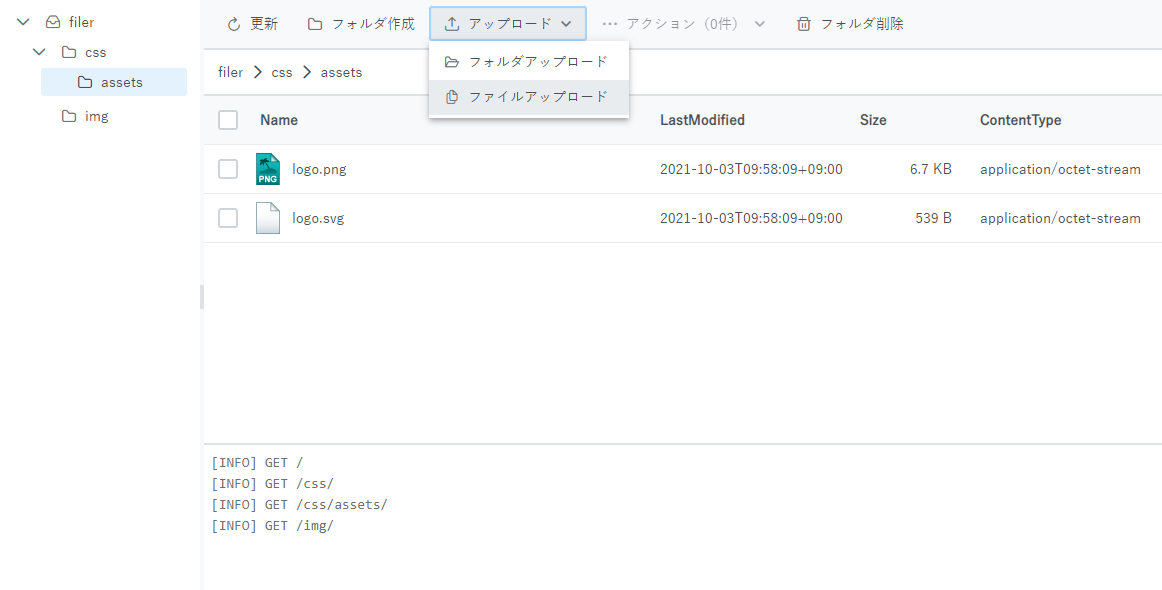 filer
css
assets
img
更新 フォルダ作成 アップロード ··· アクション（0件） フォルダ削除
フォルダアップロード
ファイルアップロード
filer > css > assets
Name LastModified Size ContentType
PNG logo.png 2021-10-03T09:58:09+09:00 6.7 KB application/octet-stream
logo.svg 2021-10-03T09:58:09+09:00 539 B application/octet-stream
[INFO] GET /
[INFO] GET /css/
[INFO] GET /css/assets/
[INFO] GET /img/